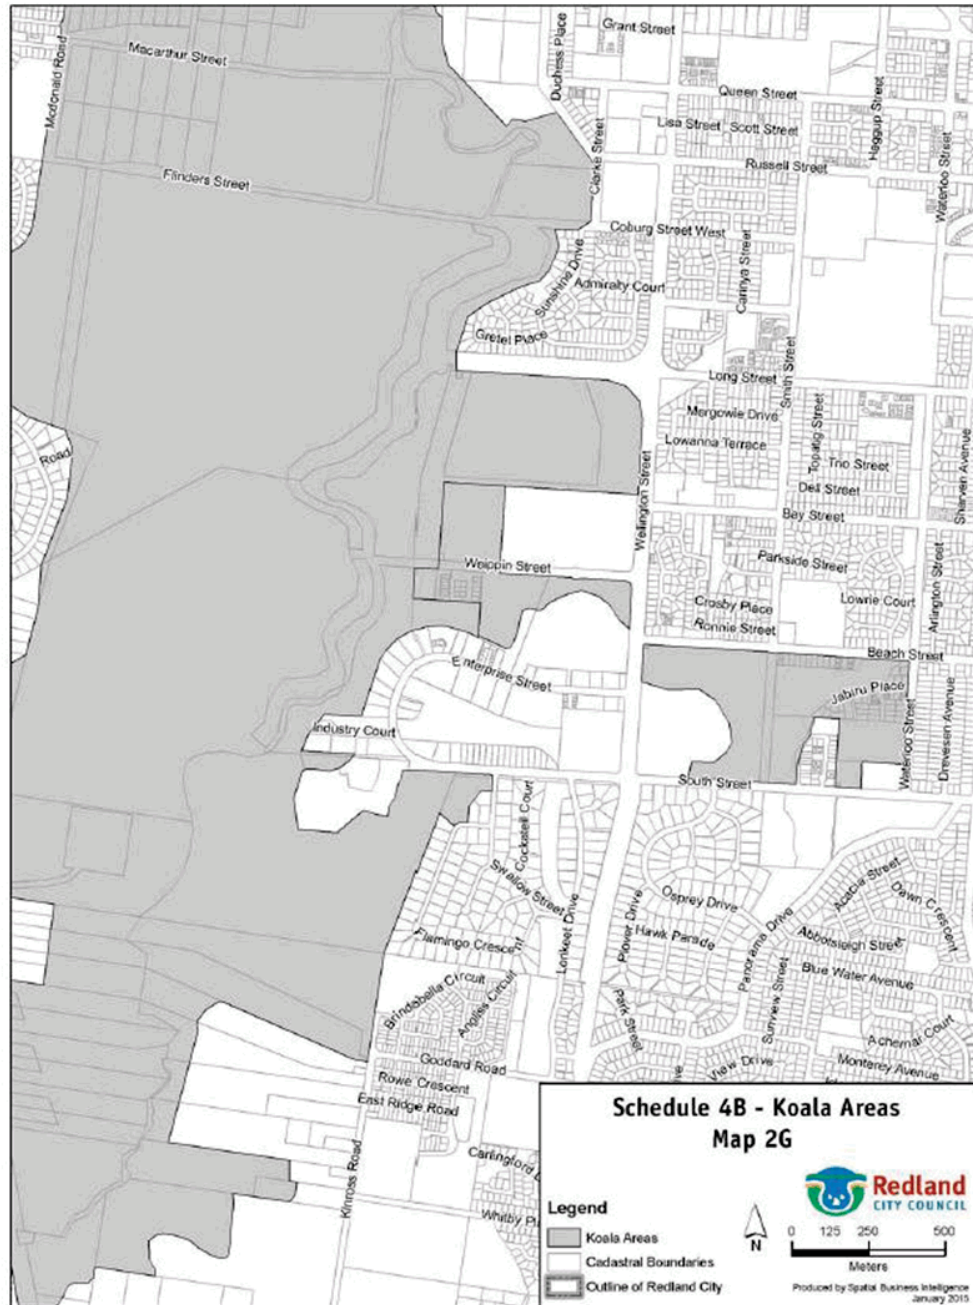 Grant Street
Duchess Place
Macarthur Street
Mcdonald Road
Queen Street
Lisa Street
Scott Street
Haggup Street
Clarke Street
Russell Street
Waterloo Street
Flinders Street
Coburg Street West
Carinya Street
Sunshine Drive
Admiralty Court
Gretel Place
Smith Street
Long Street
Mergowie Drive
Lowanna Terrace
Road
Trio Street
Dell Street
Sharven Avenue
Wellington Street
Bay Street
Weippin Street
Parkside Street
Arlington Street
Crosby Place
Lowrie Court
Ronnie Street
Beach Street
Enterprise Street
Jabiru Place
Industry Court
Waterloo Street
Drevesen Avenue
South Street
Cockatell Court
Swallow Street
Osprey Drive
Acacia Street
Dawn Crescent
Lorikeet Drive
Plover Drive
Hawk Parade
Panorama Drive
Abbotsleigh Street
Flamingo Crescent
Blue Water Avenue
Brindabella Circuit
Angiles Circuit
Park Street
Sunview Street
Achernar Court
Goddard Road
View Drive
Monterey Avenue
Rowe Crescent
East Ridge Road
Carlingford
Kinross Road
Whitby
Schedule 4B - Koala Areas
Map 2G
Redland
CITY COUNCIL
Legend
Koala Areas
Cadastral Boundaries
Outline of Redland City
N
0 125 250 500
Meters
Produced by Spatial Business Intelligence
January 2015